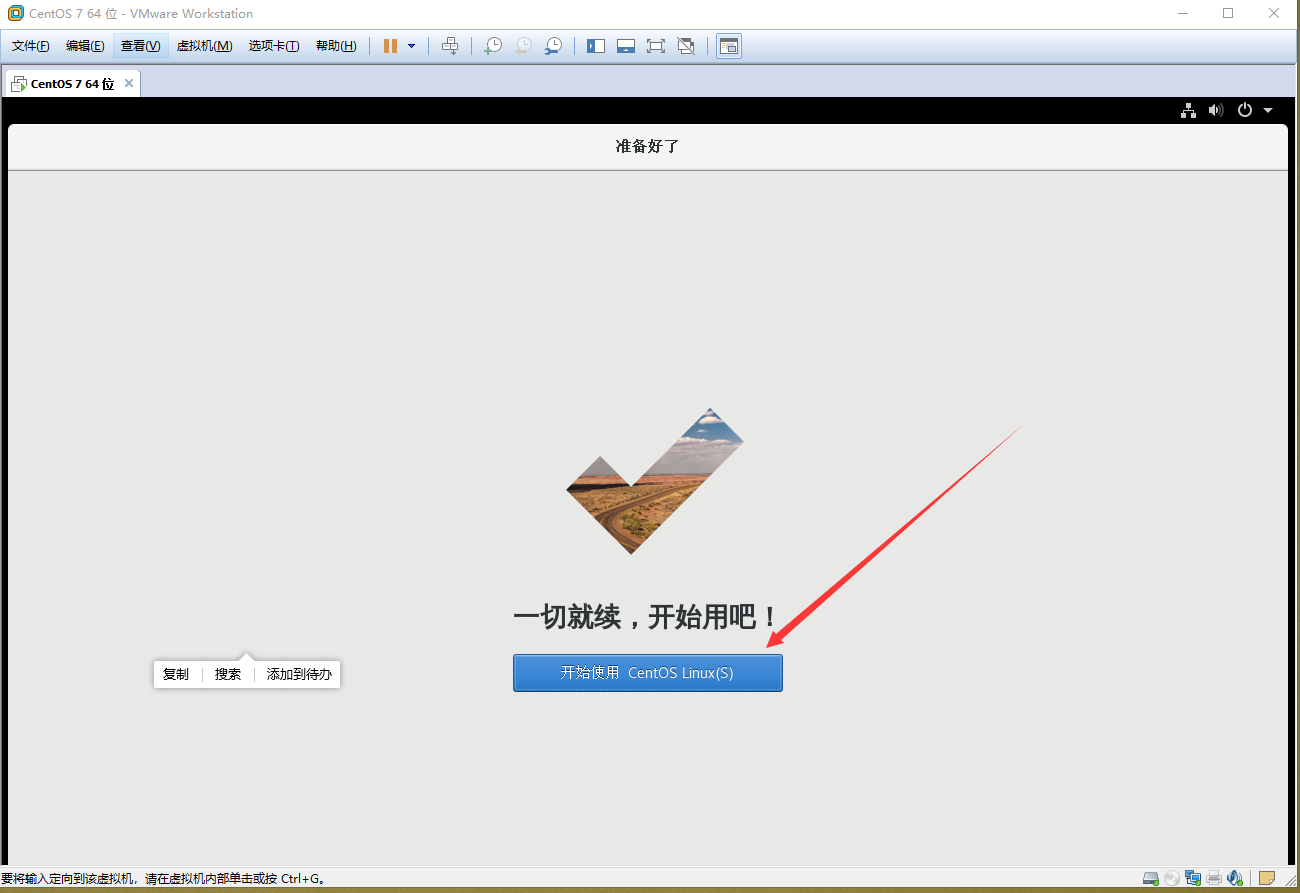 CentOS 7 64 位 - VMware Workstation
文件(F) 编辑(E) 查看(V) 虚拟机(M) 选项卡(T) 帮助(H)
CentOS 7 64 位
准备好了
一切就续，开始用吧！
开始使用 CentOS Linux(S)
复制 搜索 添加到待办
要将输入定向到该虚拟机，请在虚拟机内部单击或按 Ctrl+G。